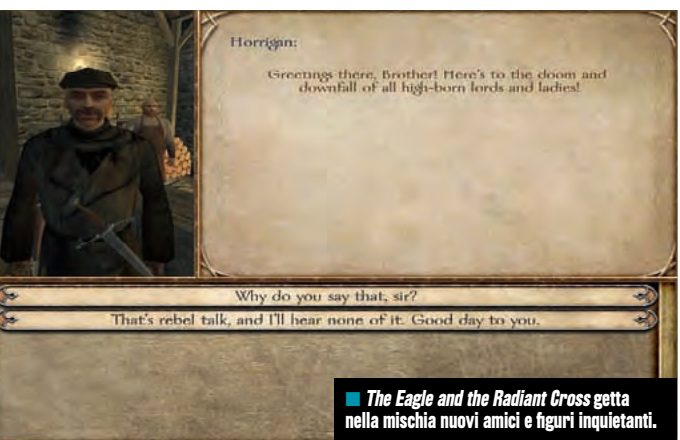 Horrigan:
Greetings there, Brother! Here's to the doom and
downfall of all high-born lords and ladies!
Why do you say that, sir?
That's rebel talk, and I'll hear none of it. Good day to you.
The Eagle and the Radiant Cross getta
nella mischia nuovi amici e figuri inquietanti.